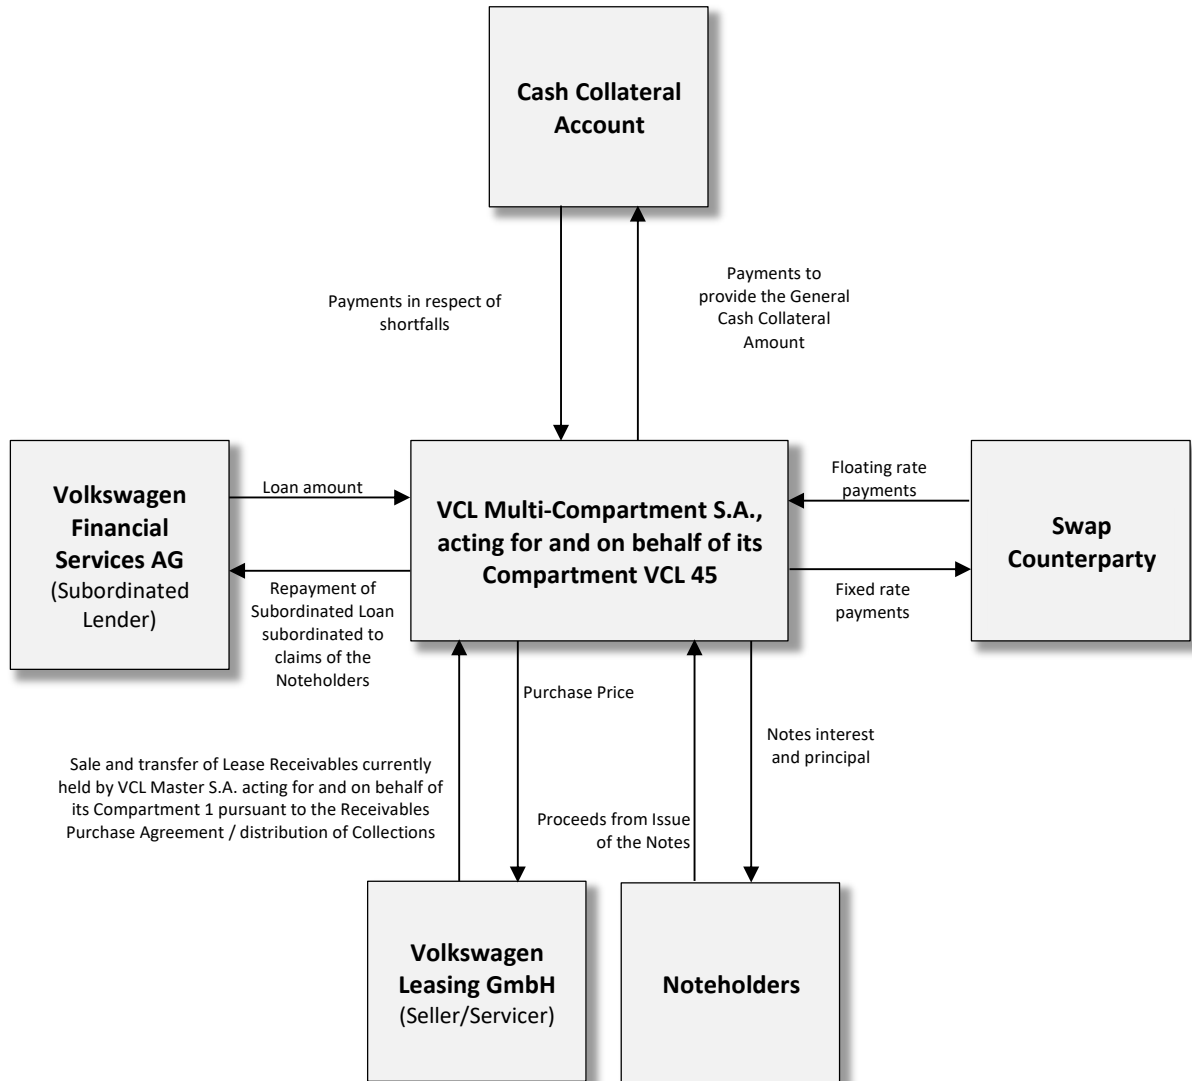 Cash Collateral
Account
Payments in respect of
shortfalls
Payments to
provide the General
Cash Collateral
Amount
Volkswagen
Financial
Services AG
(Subordinated
Lender)
Loan amount
Repayment of
Subordinated Loan
subordinated to
claims of the
Noteholders
VCL Multi-Compartment S.A.,
acting for and on behalf of its
Compartment VCL 45
Floating rate
payments
Fixed rate
payments
Swap
Counterparty
Purchase Price
Sale and transfer of Lease Receivables currently
held by VCL Master S.A. acting for and on behalf of
its Compartment 1 pursuant to the Receivables
Purchase Agreement / distribution of Collections
Proceeds from Issue
of the Notes
Notes interest
and principal
Volkswagen
Leasing GmbH
(Seller/Servicer)
Noteholders